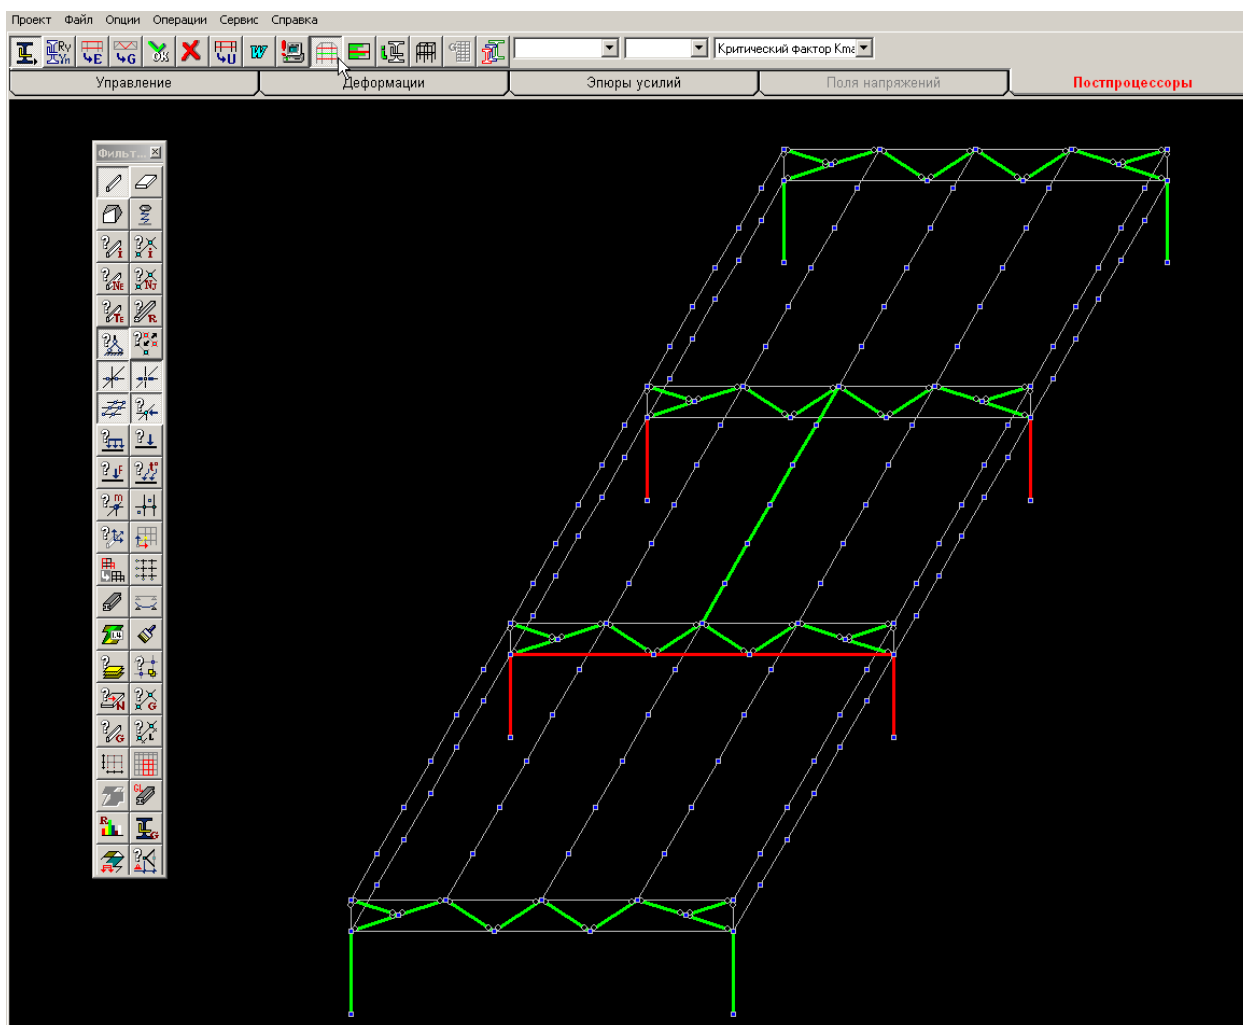 Проект Файл Опции Операции Сервис Справка
Критический фактор Kma
Управление Деформации Эпюры усилий Поля напряжений Постпроцессоры
Фильт...